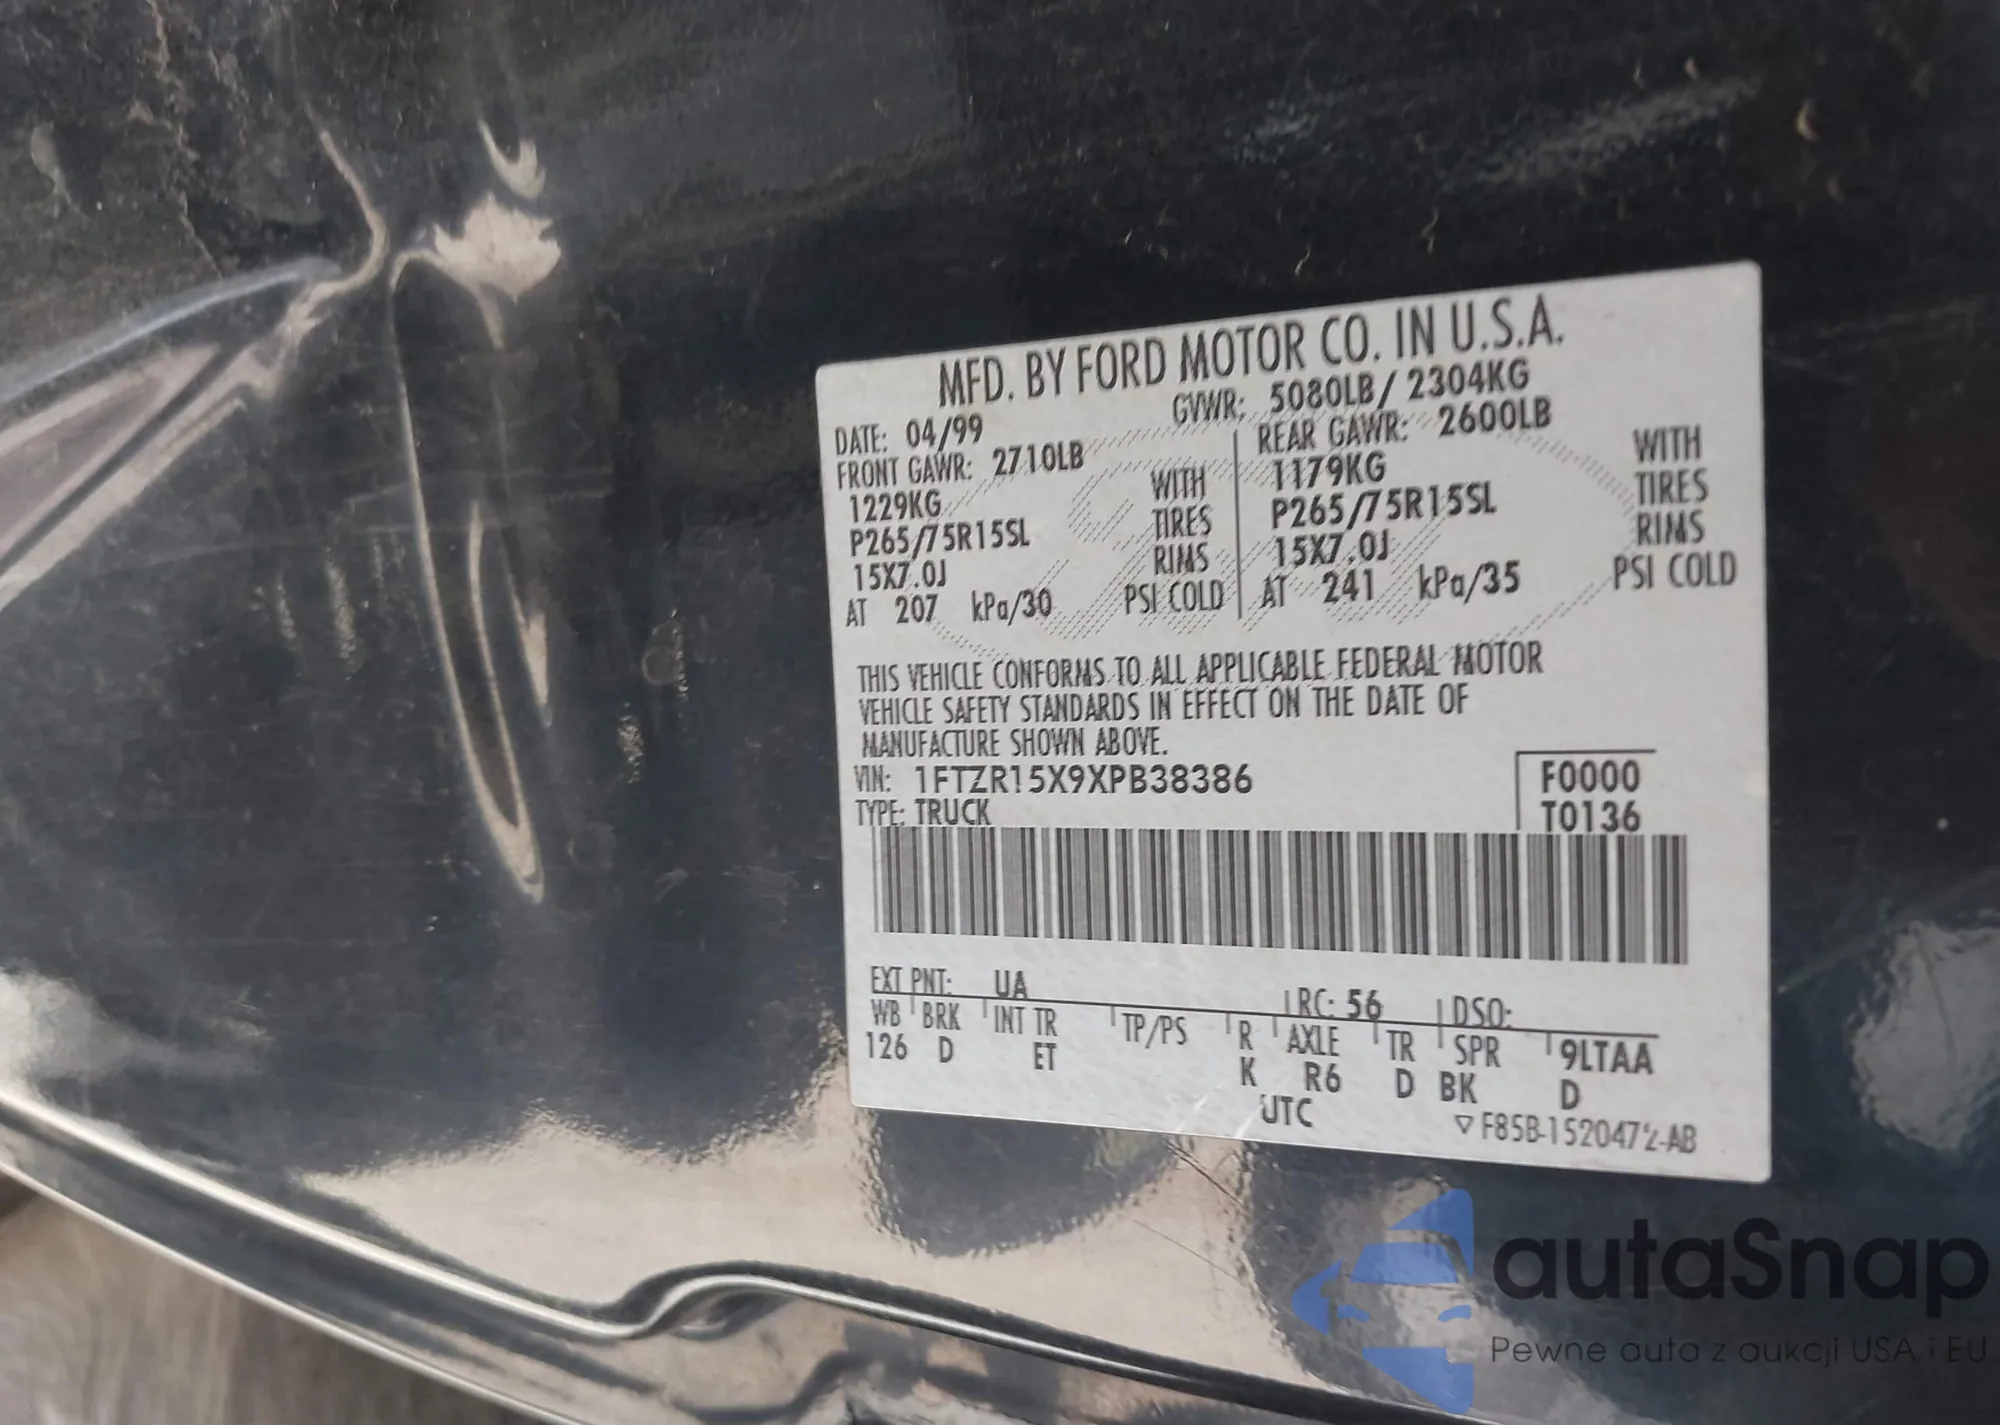 MFD. BY FORD MOTOR CO. IN U.S.A.
DATE: 04/99 GVWR: 5080LB/ 2304KG
FRONT GAWR: 2710LB REAR GAWR: 2600LB
1229KG WITH 1179KG WITH
P265/75R15SL TIRES P265/75R15SL TIRES
15X7.0J RIMS 15X7.0J RIMS
AT 207 kPa/30 PSI COLD AT 241 kPa/35 PSI COLD
THIS VEHICLE CONFORMS TO ALL APPLICABLE FEDERAL MOTOR
VEHICLE SAFETY STANDARDS IN EFFECT ON THE DATE OF
MANUFACTURE SHOWN ABOVE.
VIN: 1FTZR15X9XPB38386 F0000
TYPE: TRUCK T0136
EXT PNT: UA RC: 56 DSO:
WB BRK INT TR TP/PS R AXLE TR SPR 9LTAA
126 D ET K R6 D BK D
UTC
autaSnap
Pewne auta z aukcji USA i EU